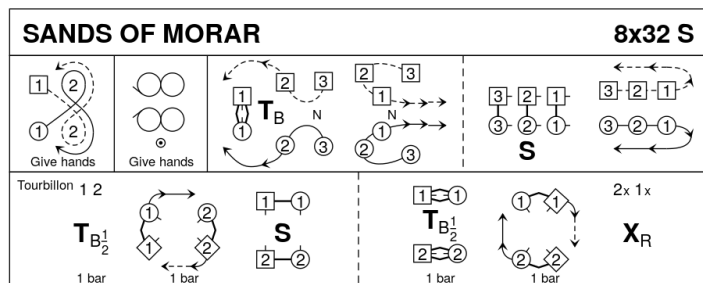 SANDS OF MORAR 8x32 S
1 2 2 1
Give hands
Give hands
1 1 T B 2 3 N 2 3
2 3 1 N 1 2 3
3 2 1 3 2 1 S
3 2 1 3 2 1
Tourbillon 1 2
T B 1/2
1 bar
1 2 1 2
1 bar
1 1 S 2 2
1 1 T B 1/2 2 2
1 bar
1 1 2 2
1 bar
2x 1x
X R